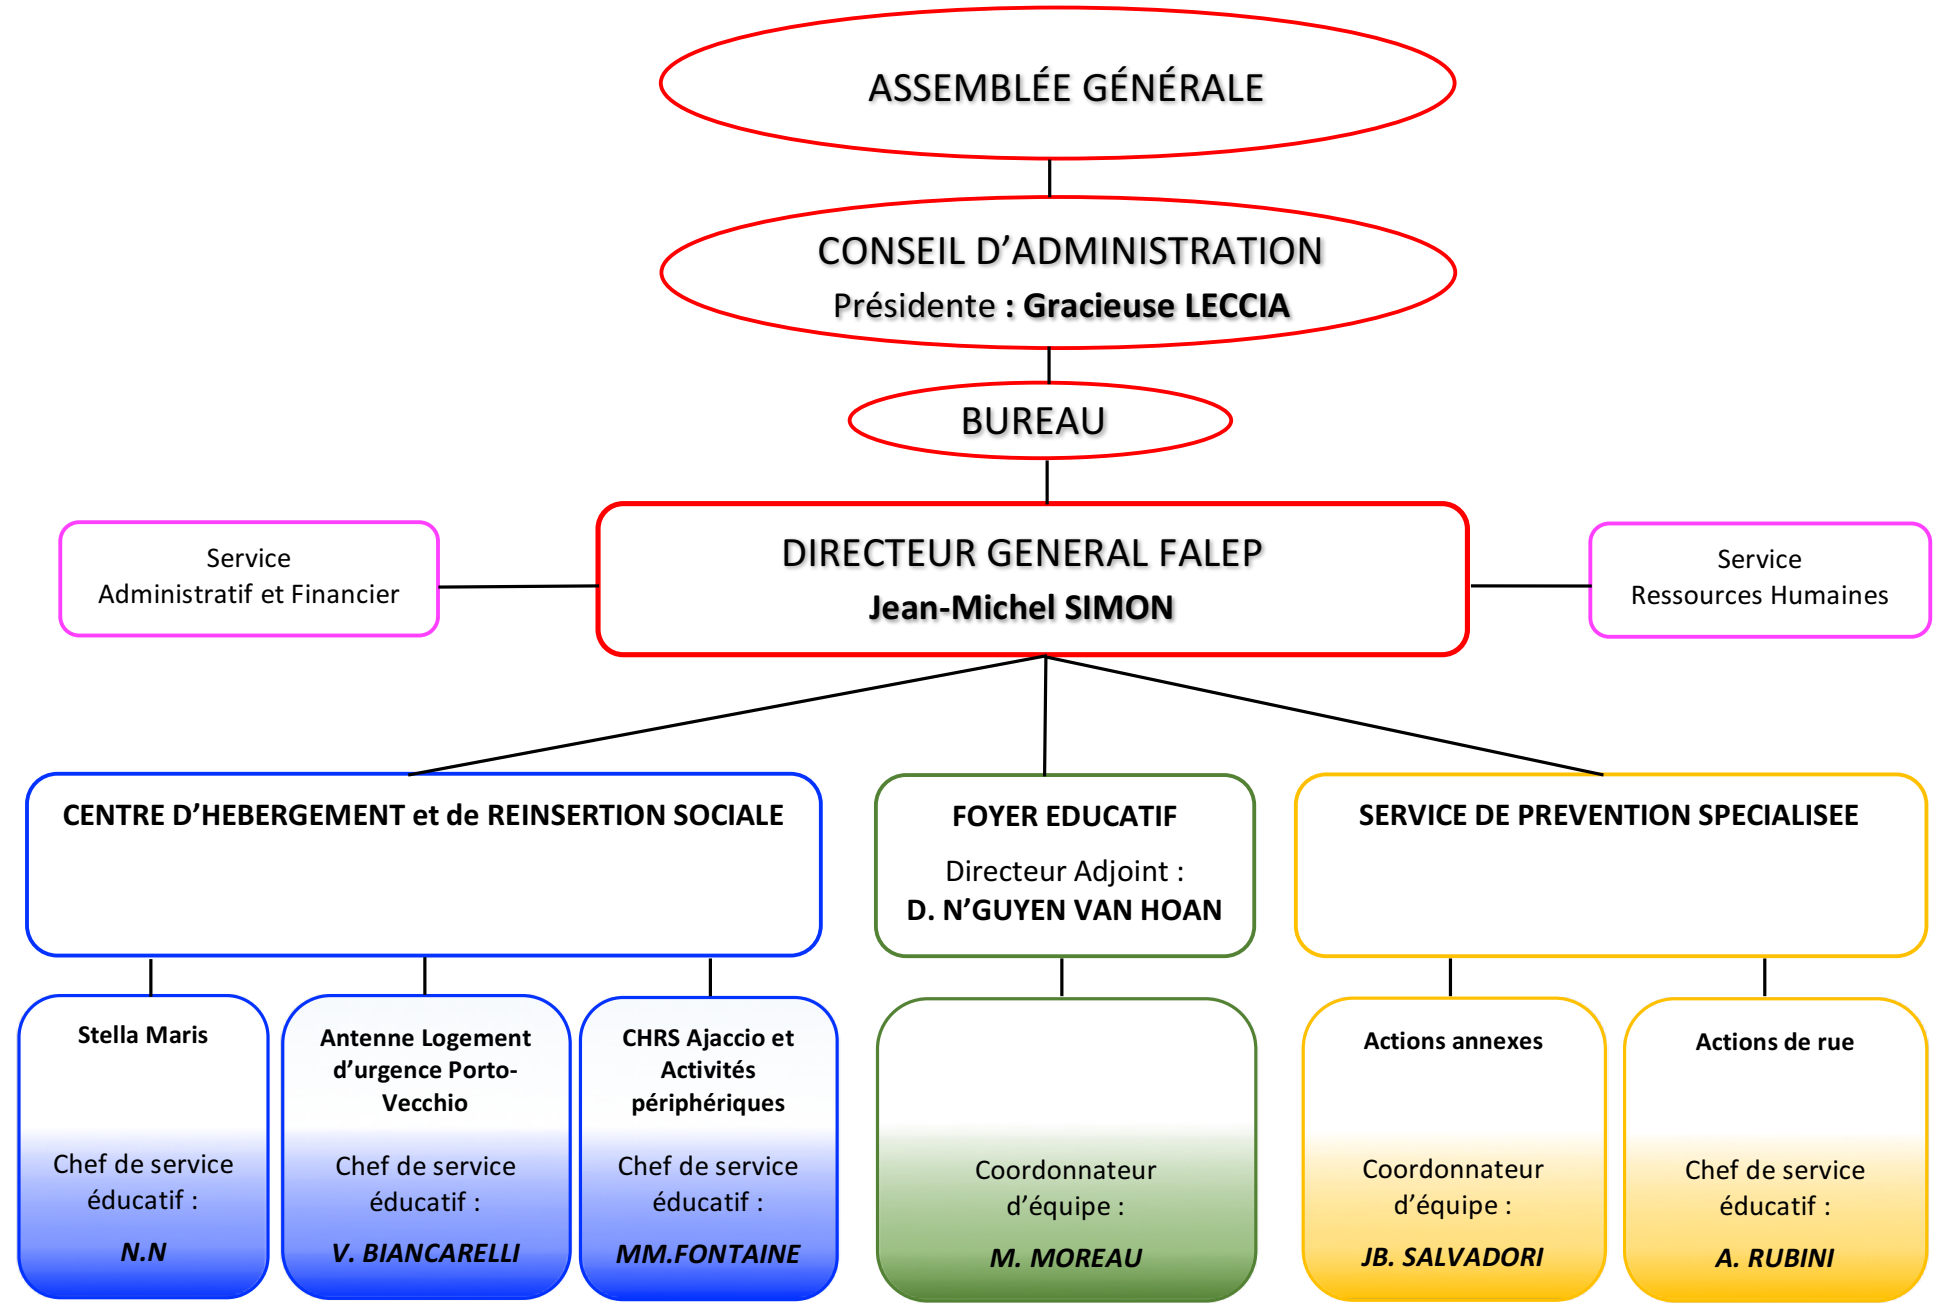 ASSEMBLÉE GÉNÉRALE
CONSEIL D’ADMINISTRATION
Présidente : Gracieuse LECCIA
BUREAU
DIRECTEUR GENERAL FALEP
Jean-Michel SIMON
Service
Administratif et Financier
Service
Ressources Humaines
CENTRE D’HEBERGEMENT et de REINSERTION SOCIALE
FOYER EDUCATIF
Directeur Adjoint :
D. N’GUYEN VAN HOAN
SERVICE DE PREVENTION SPECIALISEE
Stella Maris
Chef de service
éducatif :
N.N
Antenne Logement
d’urgence Porto-
Vecchio
Chef de service
éducatif :
V. BIANCARELLI
CHRS Ajaccio et
Activités
périphériques
Chef de service
éducatif :
MM.FONTAINE
Coordonnateur
d’équipe :
M. MOREAU
Actions annexes
Coordonnateur
d’équipe :
JB. SALVADORI
Actions de rue
Chef de service
éducatif :
A. RUBINI